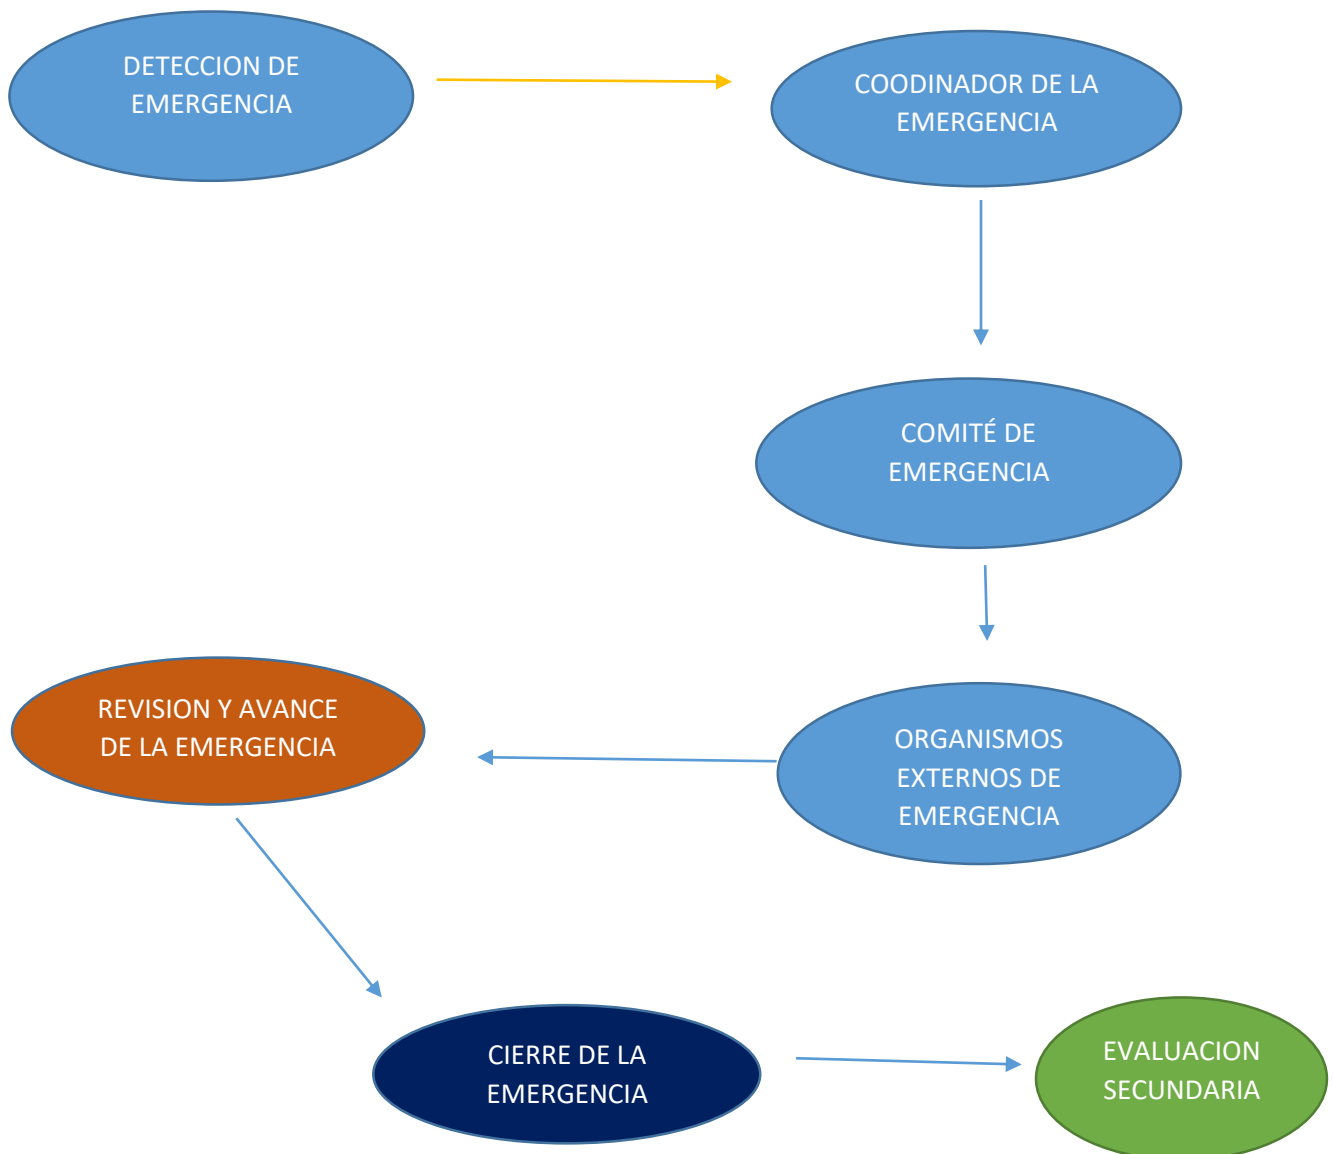 DETECCION DE
EMERGENCIA
COODINADOR DE LA
EMERGENCIA
COMITÉ DE
EMERGENCIA
ORGANISMOS
EXTERNOS DE
EMERGENCIA
REVISION Y AVANCE
DE LA EMERGENCIA
CIERRE DE LA
EMERGENCIA
EVALUACION
SECUNDARIA